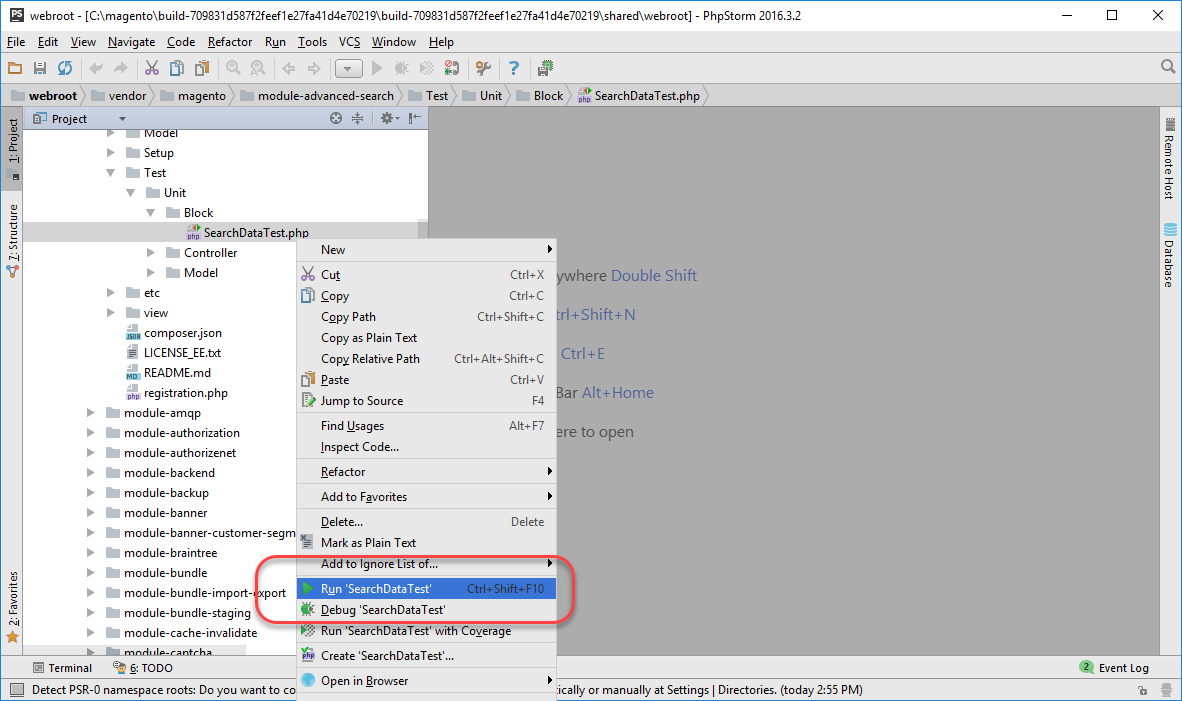 PS webroot - [C:\magento\build-709831d587f2feef1e27fa41d4e70219\build-709831d587f2feef1e27fa41d4e70219\shared\webroot] - PhpStorm 2016.3.2
File Edit View Navigate Code Refactor Run Tools VCS Window Help
webroot vendor magento module-advanced-search Test Unit Block SearchDataTest.php
Project
1: Project
7: Structure
2: Favorites
Model
Setup
Test
Unit
Block
SearchDataTest.php
Controller
Model
etc
view
composer.json
LICENSE_EE.txt
README.md
registration.php
module-amqp
module-authorization
module-authorizenet
module-backend
module-backup
module-banner
module-banner-customer-segm
module-braintree
module-bundle
module-bundle-import-export
module-bundle-staging
module-cache-invalidate
module-captcha
New
Cut Ctrl+X
Copy Ctrl+C
Copy Path Ctrl+Shift+C
Copy as Plain Text
Copy Relative Path Ctrl+Alt+Shift+C
Paste Ctrl+V
Jump to Source F4
Find Usages Alt+F7
Inspect Code...
Refactor
Add to Favorites
Delete... Delete
Mark as Plain Text
Add to Ignore List of...
Run 'SearchDataTest' Ctrl+Shift+F10
Debug 'SearchDataTest'
Run 'SearchDataTest' with Coverage
Create 'SearchDataTest'...
Open in Browser
ywhere Double Shift
trl+Shift+N
Ctrl+E
Bar Alt+Home
ere to open
Remote Host
Database
Terminal 6: TODO 2 Event Log
Detect PSR-0 namespace roots: Do you want to co tically or manually at Settings | Directories. (today 2:55 PM)